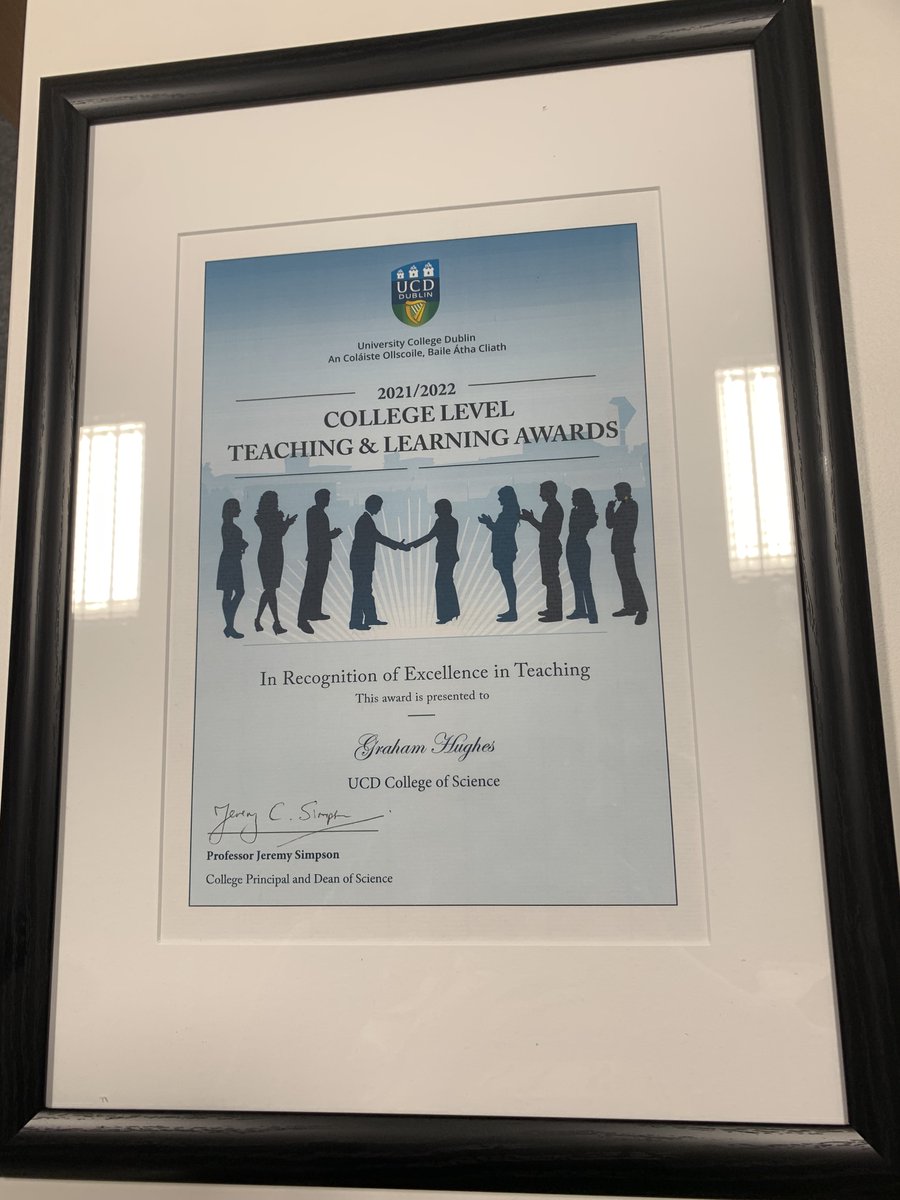 UCD
DUBLIN
University College Dublin
An Coláiste Ollscoile, Baile Átha Cliath
2021/2022
COLLEGE LEVEL
TEACHING & LEARNING AWARDS
In Recognition of Excellence in Teaching
This award is presented to
Graham Hughes
UCD College of Science
Jeremy C. Simpson
Professor Jeremy Simpson
College Principal and Dean of Science